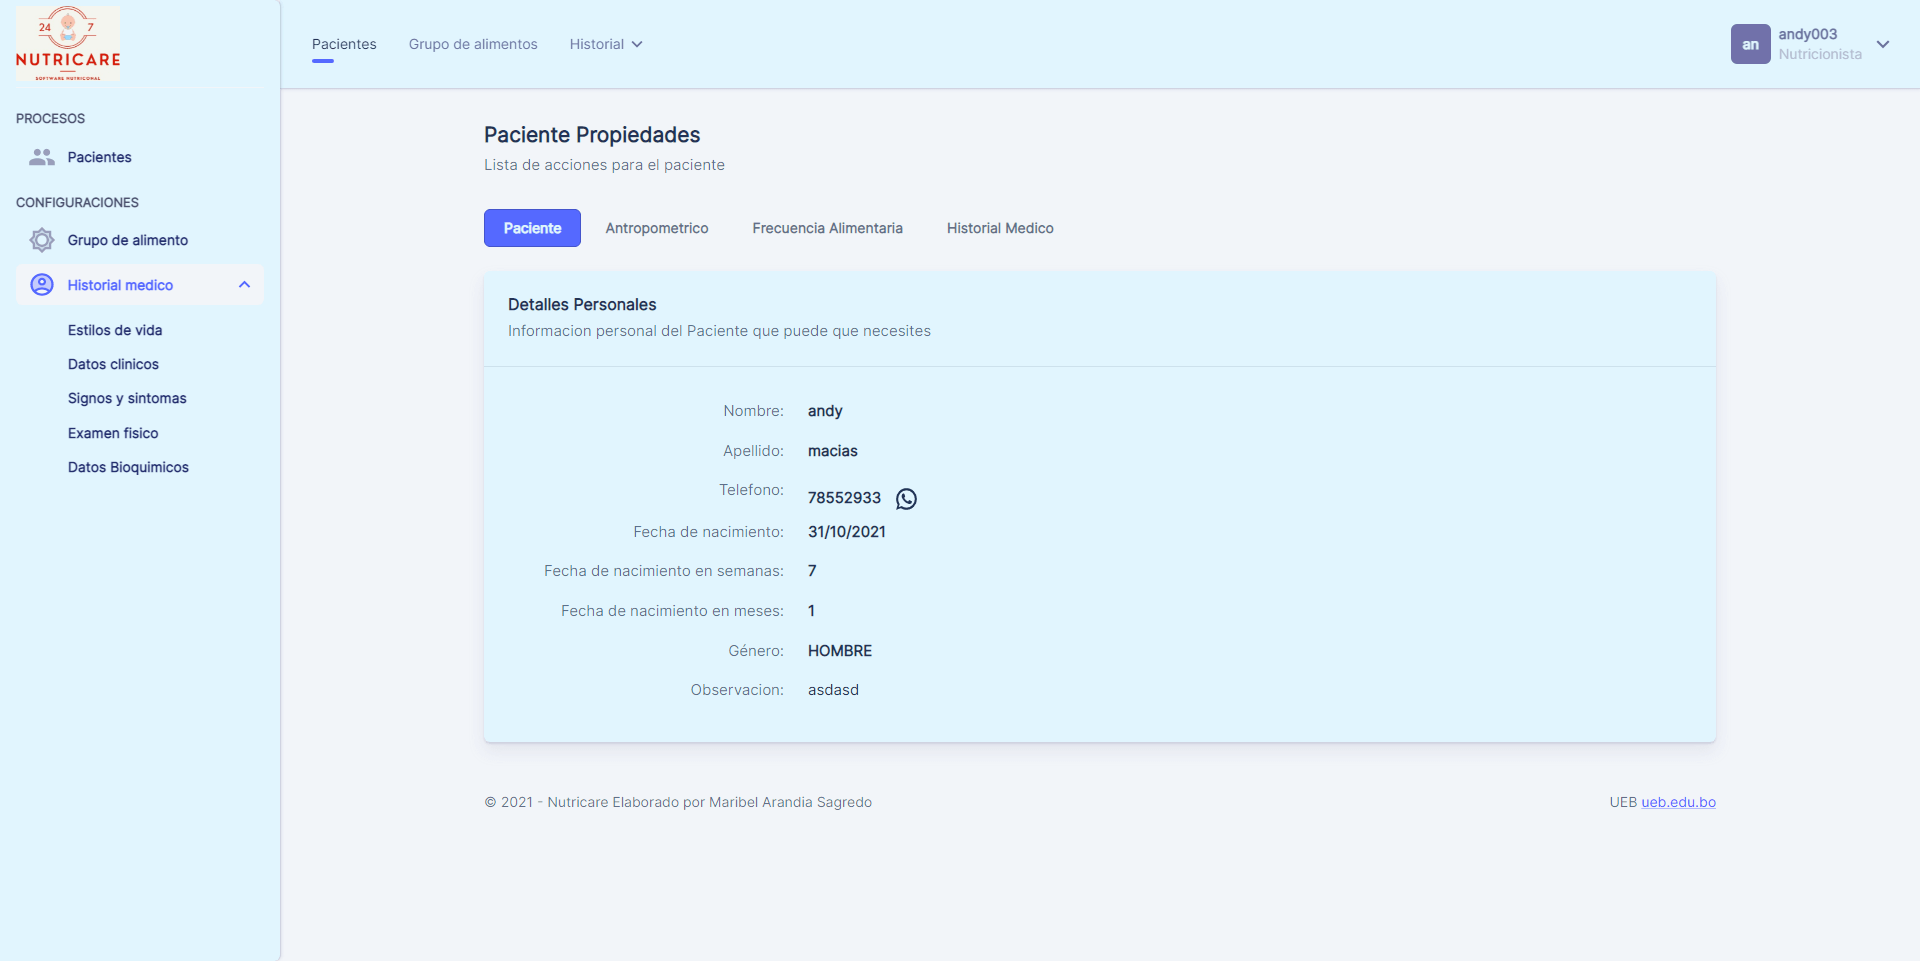 24 7
NUTRICARE
SOFTWARE NUTRICIONAL
PROCESOS
Pacientes
CONFIGURACIONES
Grupo de alimento
Historial medico
Estilos de vida
Datos clinicos
Signos y sintomas
Examen fisico
Datos Bioquimicos
Pacientes Grupo de alimentos Historial
an andy003
Nutricionista
Paciente Propiedades
Lista de acciones para el paciente
Paciente Antropometrico Frecuencia Alimentaria Historial Medico
Detalles Personales
Informacion personal del Paciente que puede que necesites
Nombre: andy
Apellido: macias
Telefono: 78552933
Fecha de nacimiento: 31/10/2021
Fecha de nacimiento en semanas: 7
Fecha de nacimiento en meses: 1
Género: HOMBRE
Observacion: asdasd
© 2021 - Nutricare Elaborado por Maribel Arandia Sagredo UEB ueb.edu.bo